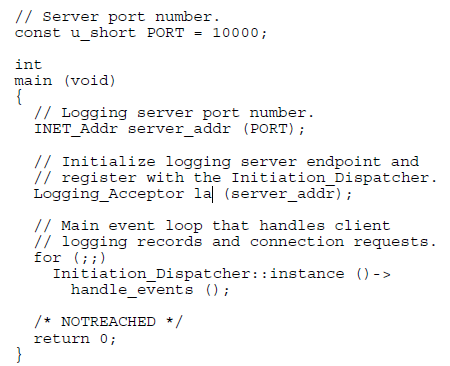 // Server port number.
const u_short PORT = 10000;

int
main (void)
{
  // Logging server port number.
  INET_Addr server_addr (PORT);

  // Initialize logging server endpoint and
  // register with the Initiation_Dispatcher.
  Logging_Acceptor la (server_addr);

  // Main event loop that handles client
  // logging records and connection requests.
  for (;;)
    Initiation_Dispatcher::instance ()->
      handle_events ();

  /* NOTREACHED */
  return 0;
}